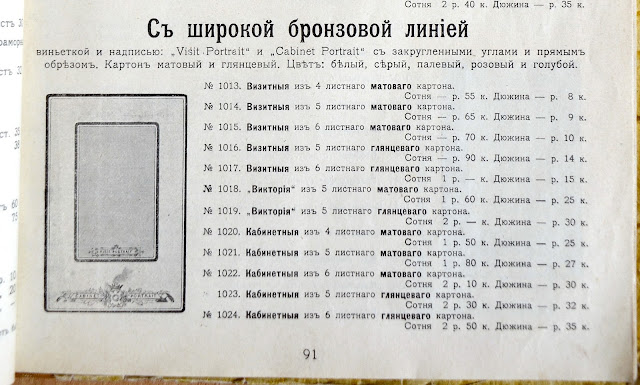 Сотня 2 р. 40 к. Дюжина — р. 35 к.
Съ широкой бронзовой линіей
виньеткой и надписью: „Visit Portrait“ и „Cabinet Portrait“ съ закругленными углами и прямымъ
обрѣзомъ. Картонъ матовый и глянцевый. Цвѣтъ: бѣлый, сѣрый, палевый, розовый и голубой.
№ 1013. Визитныя изъ 4 листнаго матоваго картона.
Сотня — р. 55 к. Дюжина — р. 8 к.
№ 1014. Визитныя изъ 5 листнаго матоваго картона.
Сотня — р. 65 к. Дюжина — р. 9 к.
№ 1015. Визитныя изъ 6 листнаго матоваго картона.
Сотня — р. 70 к. Дюжина — р. 10 к.
№ 1016. Визитныя изъ 5 листнаго глянцеваго картона.
Сотня — р. 90 к. Дюжина — р. 14 к.
№ 1017. Визитныя изъ 6 листнаго глянцеваго картона.
Сотня 1 р. — к. Дюжина — р. 15 к.
№ 1018. „Викторія“ изъ 5 листнаго матоваго картона.
Сотня 1 р. 60 к. Дюжина — р. 25 к.
№ 1019. „Викторія“ изъ 5 листнаго глянцеваго картона.
Сотня 2 р. — к. Дюжина — р. 30 к.
№ 1020. Кабинетныя изъ 4 листнаго матоваго картона.
Сотня 1 р. 50 к. Дюжина — р. 25 к.
№ 1021. Кабинетныя изъ 5 листнаго матоваго картона.
Сотня 1 р. 80 к. Дюжина — р. 27 к.
№ 1022. Кабинетныя изъ 6 листнаго матоваго картона.
Сотня 2 р. 10 к. Дюжина — р. 30 к.
1023. Кабинетныя изъ 5 листнаго глянцеваго картона.
Сотня 2 р. 30 к. Дюжина — р. 32 к.
№ 1024. Кабинетныя изъ 6 листнаго глянцеваго картона.
Сотня 2 р. 50 к. Дюжина — р. 35 к.
91